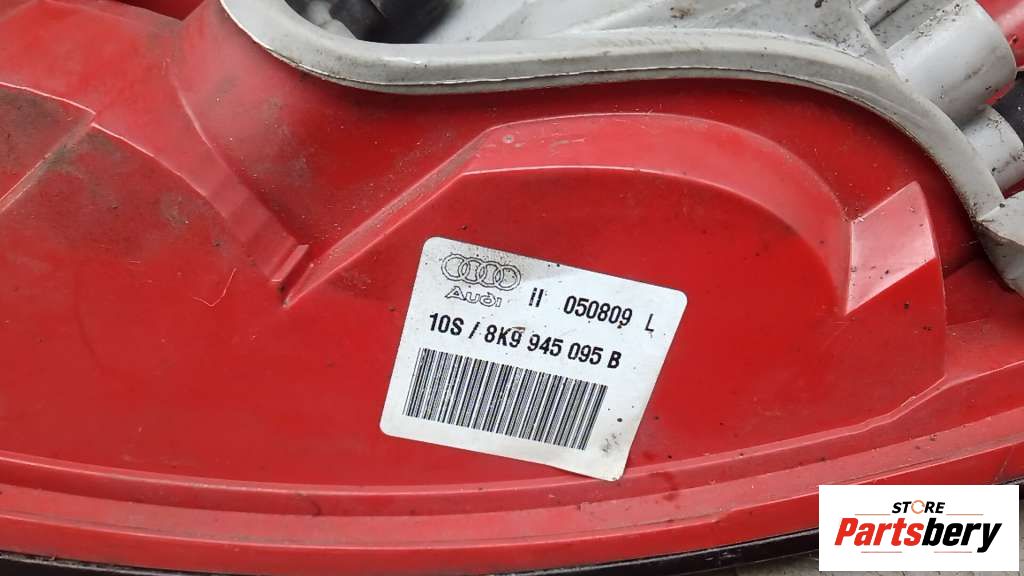 II 050809 L
Audi
10S / 8K9 945 095 B
STORE
Partsbery